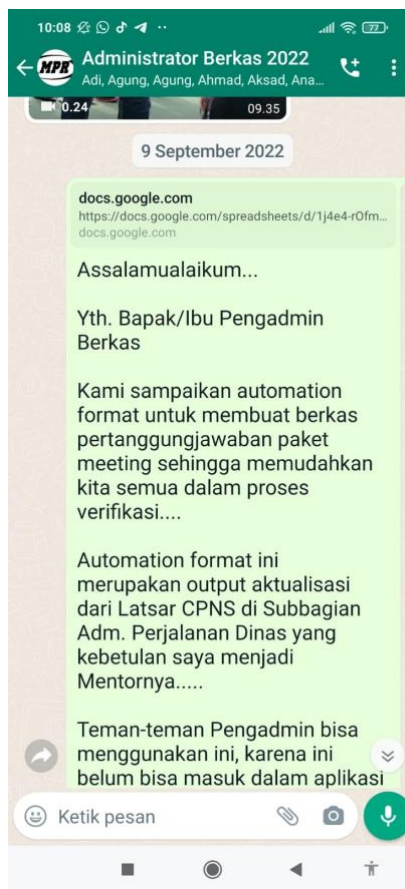 10:08
77
MPR
Administrator Berkas 2022
Adi, Agung, Agung, Ahmad, Aksad, Ana...
0.24
09.35
9 September 2022
docs.google.com
https://docs.google.com/spreadsheets/d/1j4e4-rOfm...
docs.google.com
Assalamualaikum...
Yth. Bapak/Ibu Pengadmin
Berkas
Kami sampaikan automation
format untuk membuat berkas
pertanggungjawaban paket
meeting sehingga memudahkan
kita semua dalam proses
verifikasi....
Automation format ini
merupakan output aktualisasi
dari Latsar CPNS di Subbagian
Adm. Perjalanan Dinas yang
kebetulan saya menjadi
Mentornya.....
Teman-teman Pengadmin bisa
menggunakan ini, karena ini
belum bisa masuk dalam aplikasi
Ketik pesan